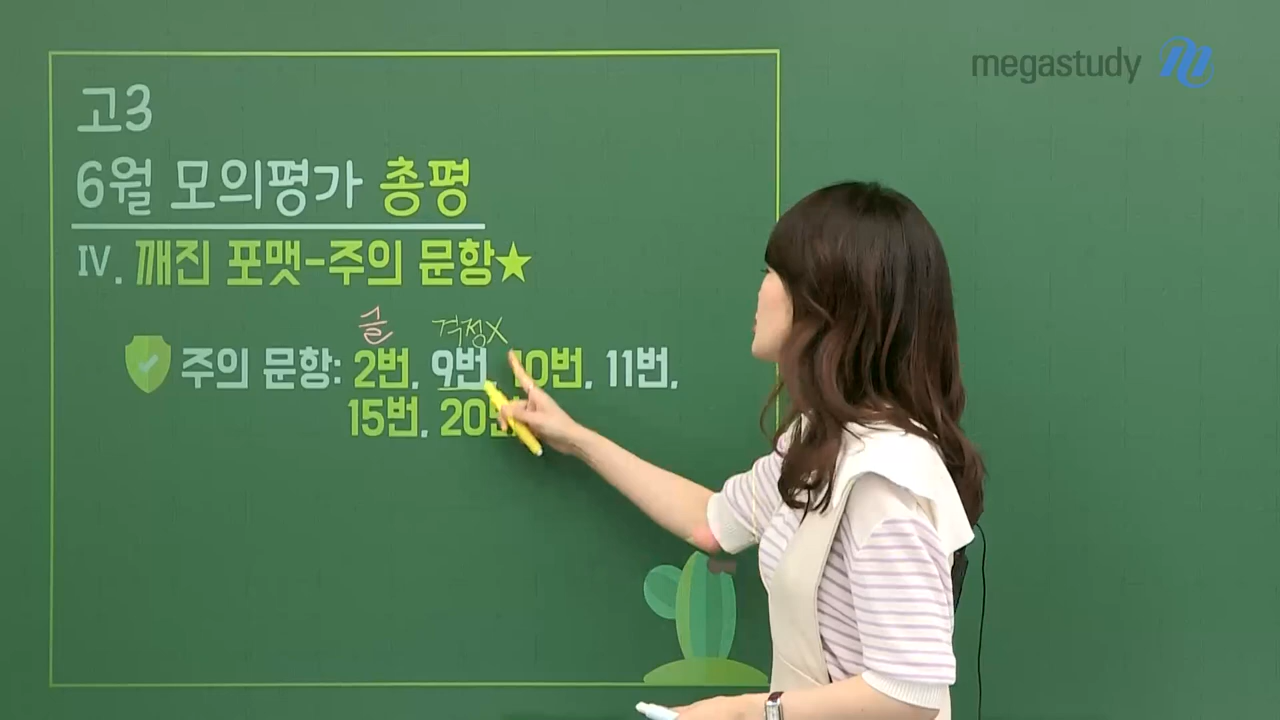 megastudy
고3
6월 모의평가 총평
Ⅳ. 깨진 포맷-주의 문항★
슬 걱정X
주의 문항: 2번, 9번, 10번, 11번,
15번, 20번